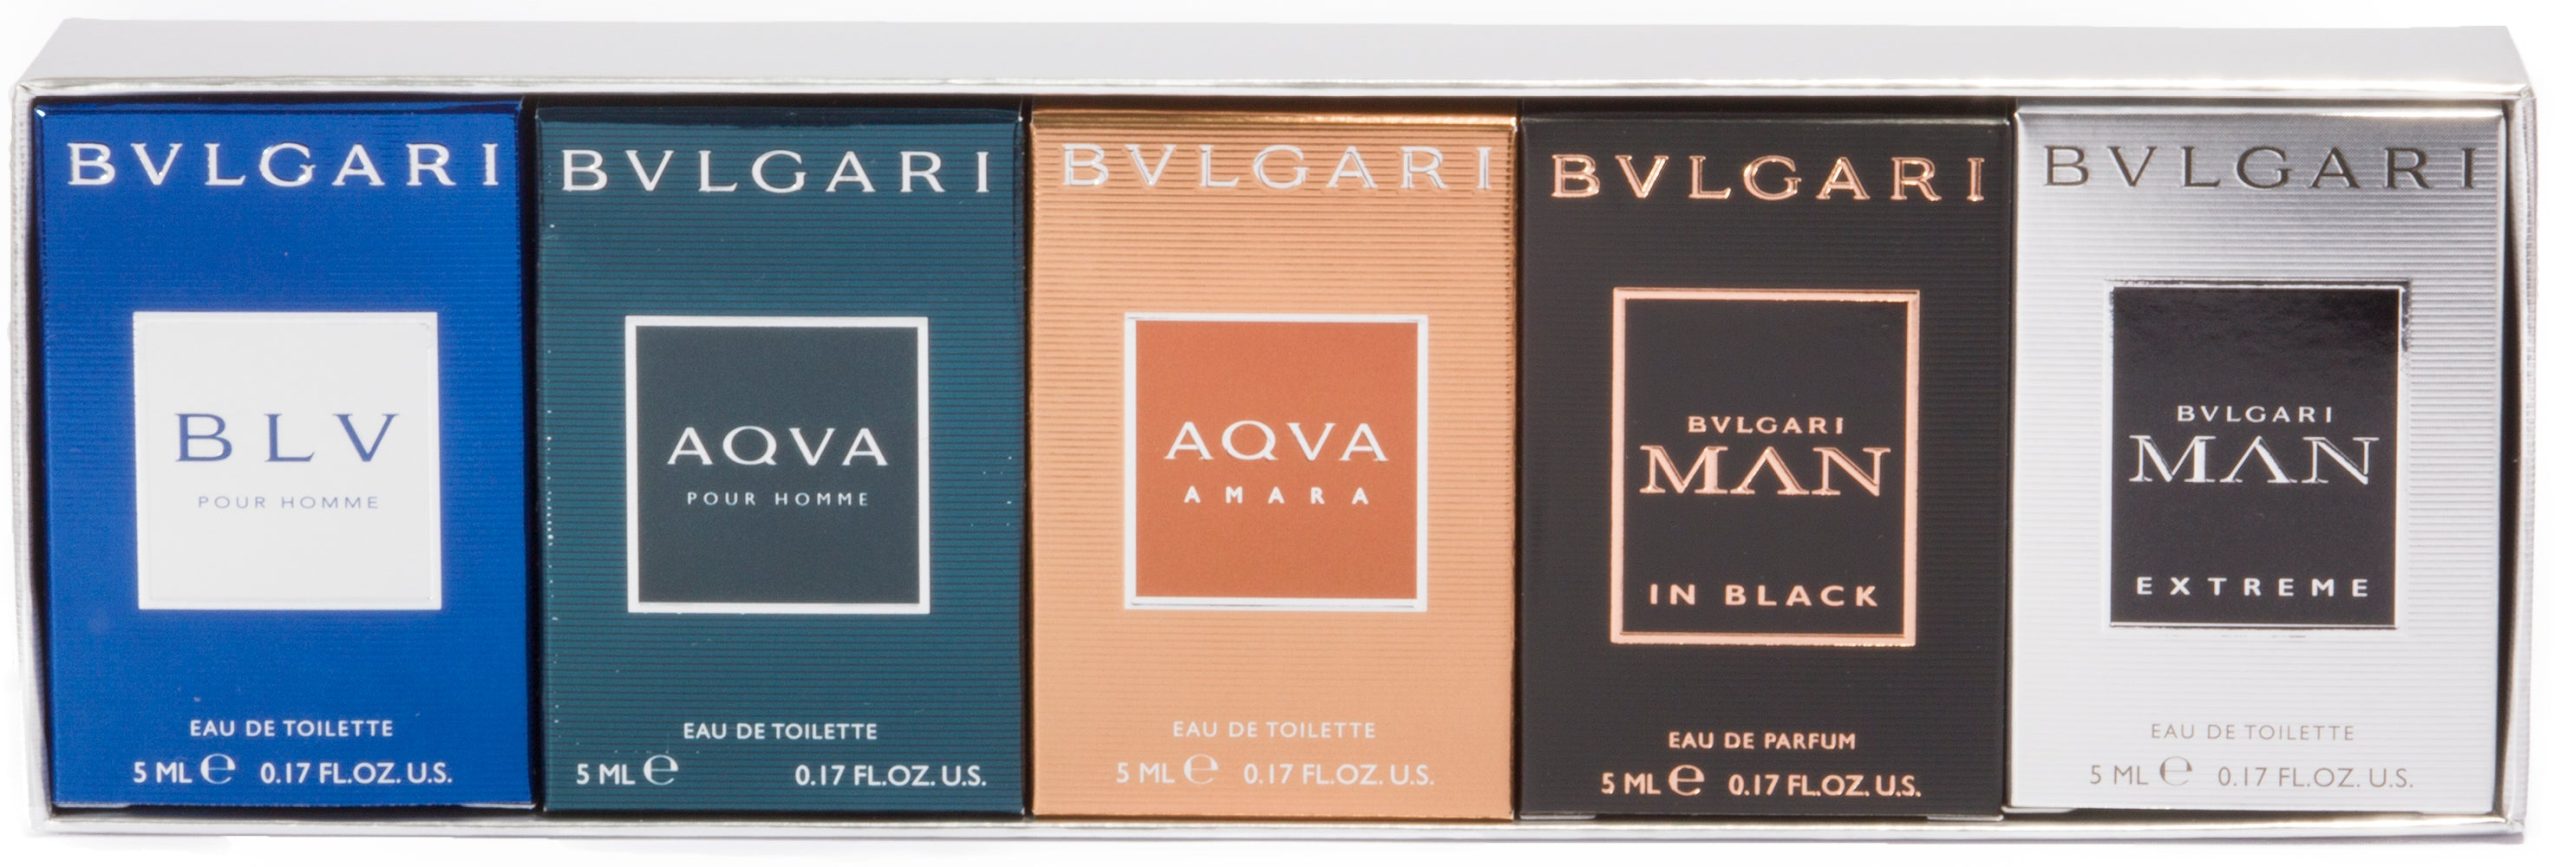 BVLGARI
BLV
POUR HOMME
EAU DE TOILETTE
5 ML ℮ 0.17 FL.OZ. U.S.
BVLGARI
AQVA
POUR HOMME
EAU DE TOILETTE
5 ML ℮ 0.17 FL.OZ. U.S.
BVLGARI
AQVA
AMARA
EAU DE TOILETTE
5 ML ℮ 0.17 FL.OZ. U.S.
BVLGARI
BVLGARI
MAN
IN BLACK
EAU DE PARFUM
5 ML ℮ 0.17 FL.OZ. U.S.
BVLGARI
BVLGARI
MAN
EXTREME
EAU DE TOILETTE
5 ML ℮ 0.17 FL.OZ. U.S.